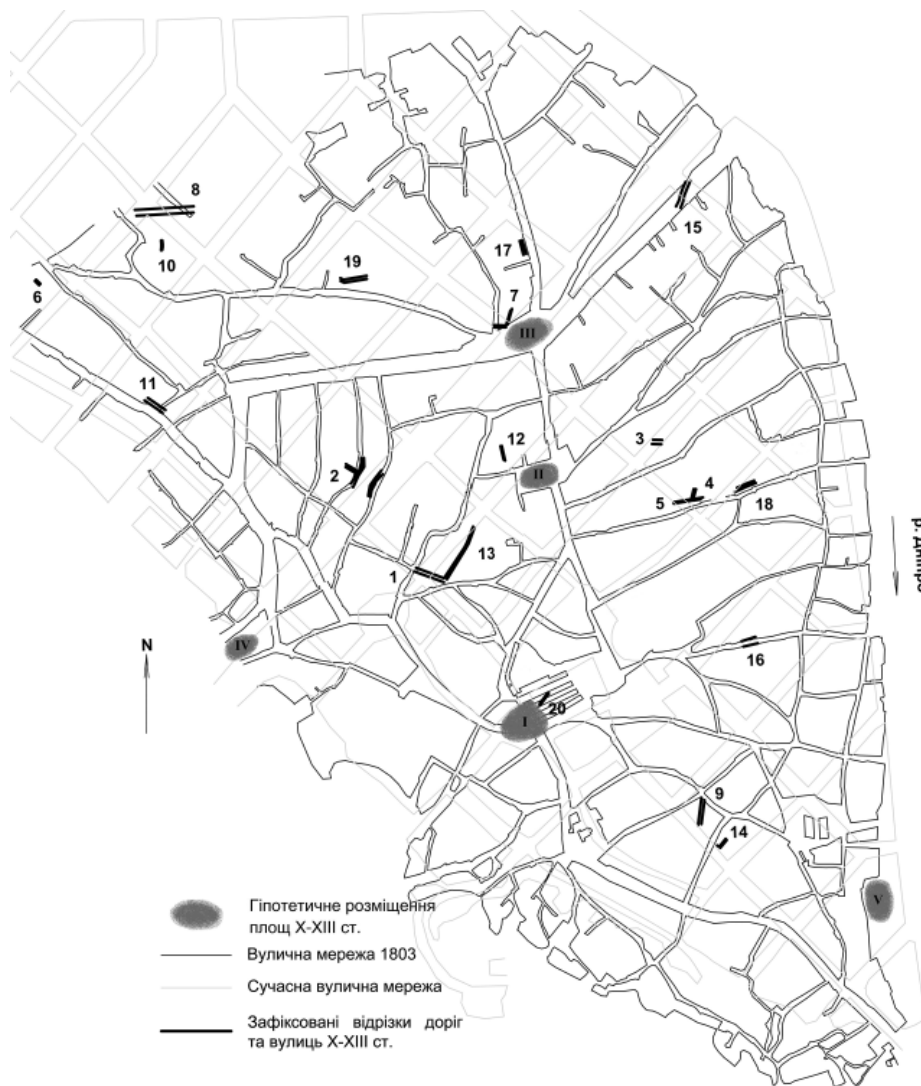 8
15
17
10
19
6
7
III
11
12
3
2
II
4
5
18
р. Дніпро
13
1
N
IV
16
20
I
9
14
V
Гіпотетичне розміщення
площ X-XIII ст.
Вулична мережа 1803
Сучасна вулична мережа
Зафіксовані відрізки доріг
та вулиць X-XIII ст.